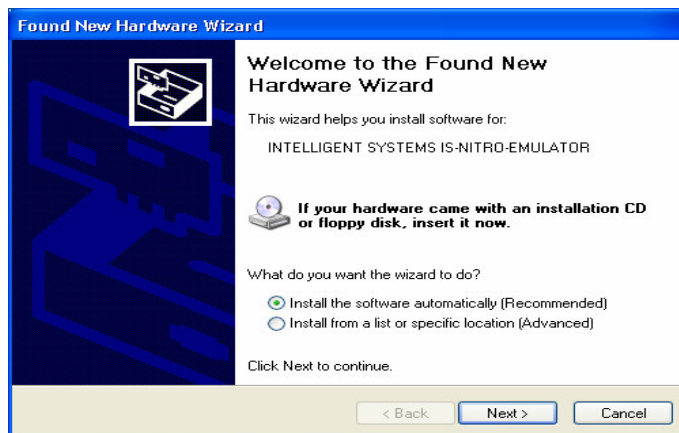 Found New Hardware Wizard
Welcome to the Found New
Hardware Wizard
This wizard helps you install software for:
INTELLIGENT SYSTEMS IS-NITRO-EMULATOR
If your hardware came with an installation CD
or floppy disk, insert it now.
What do you want the wizard to do?
Install the software automatically (Recommended)
Install from a list or specific location (Advanced)
Click Next to continue.
< Back Next > Cancel